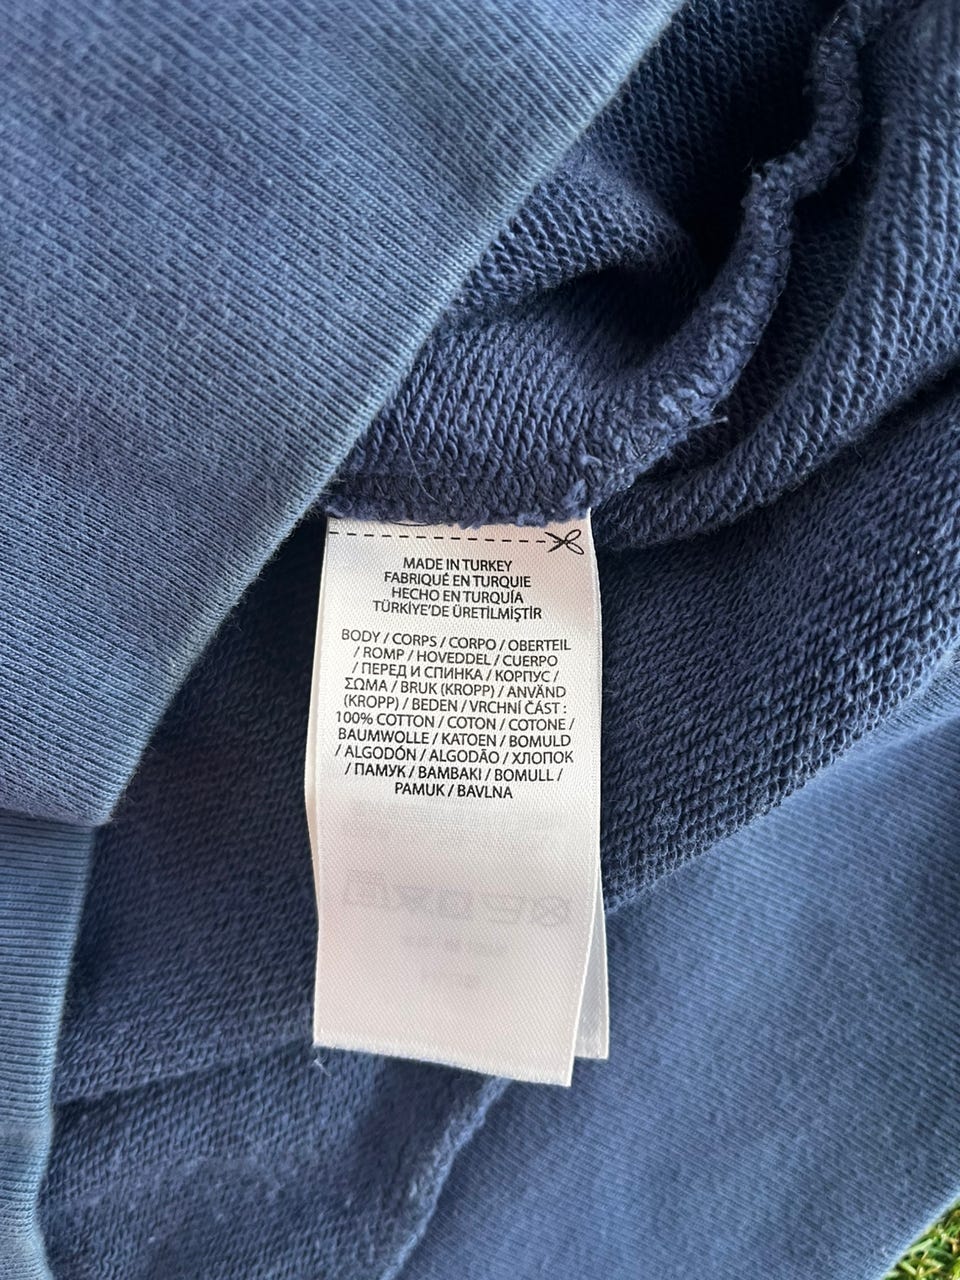 MADE IN TURKEY
FABRIQUÉ EN TURQUIE
HECHO EN TURQUÍA
TÜRKİYE'DE ÜRETİLMİŞTİR
BODY / CORPS / CORPO / OBERTEIL
/ ROMP / HOVEDDEL / CUERPO
/ ПЕРЕД И СПИНКА / КОРПУС /
ΣΩΜΑ / BRUK (KROPP) / ANVÄND
(KROPP) / BEDEN / VRCHNÍ ČÁST :
100% COTTON / COTON / COTONE /
BAUMWOLLE / KATOEN / BOMULD
/ ALGODÓN / ALGODÃO / ХЛОПОК
/ ПАМУК / BAMBAKI / BOMULL /
PAMUK / BAVLNA